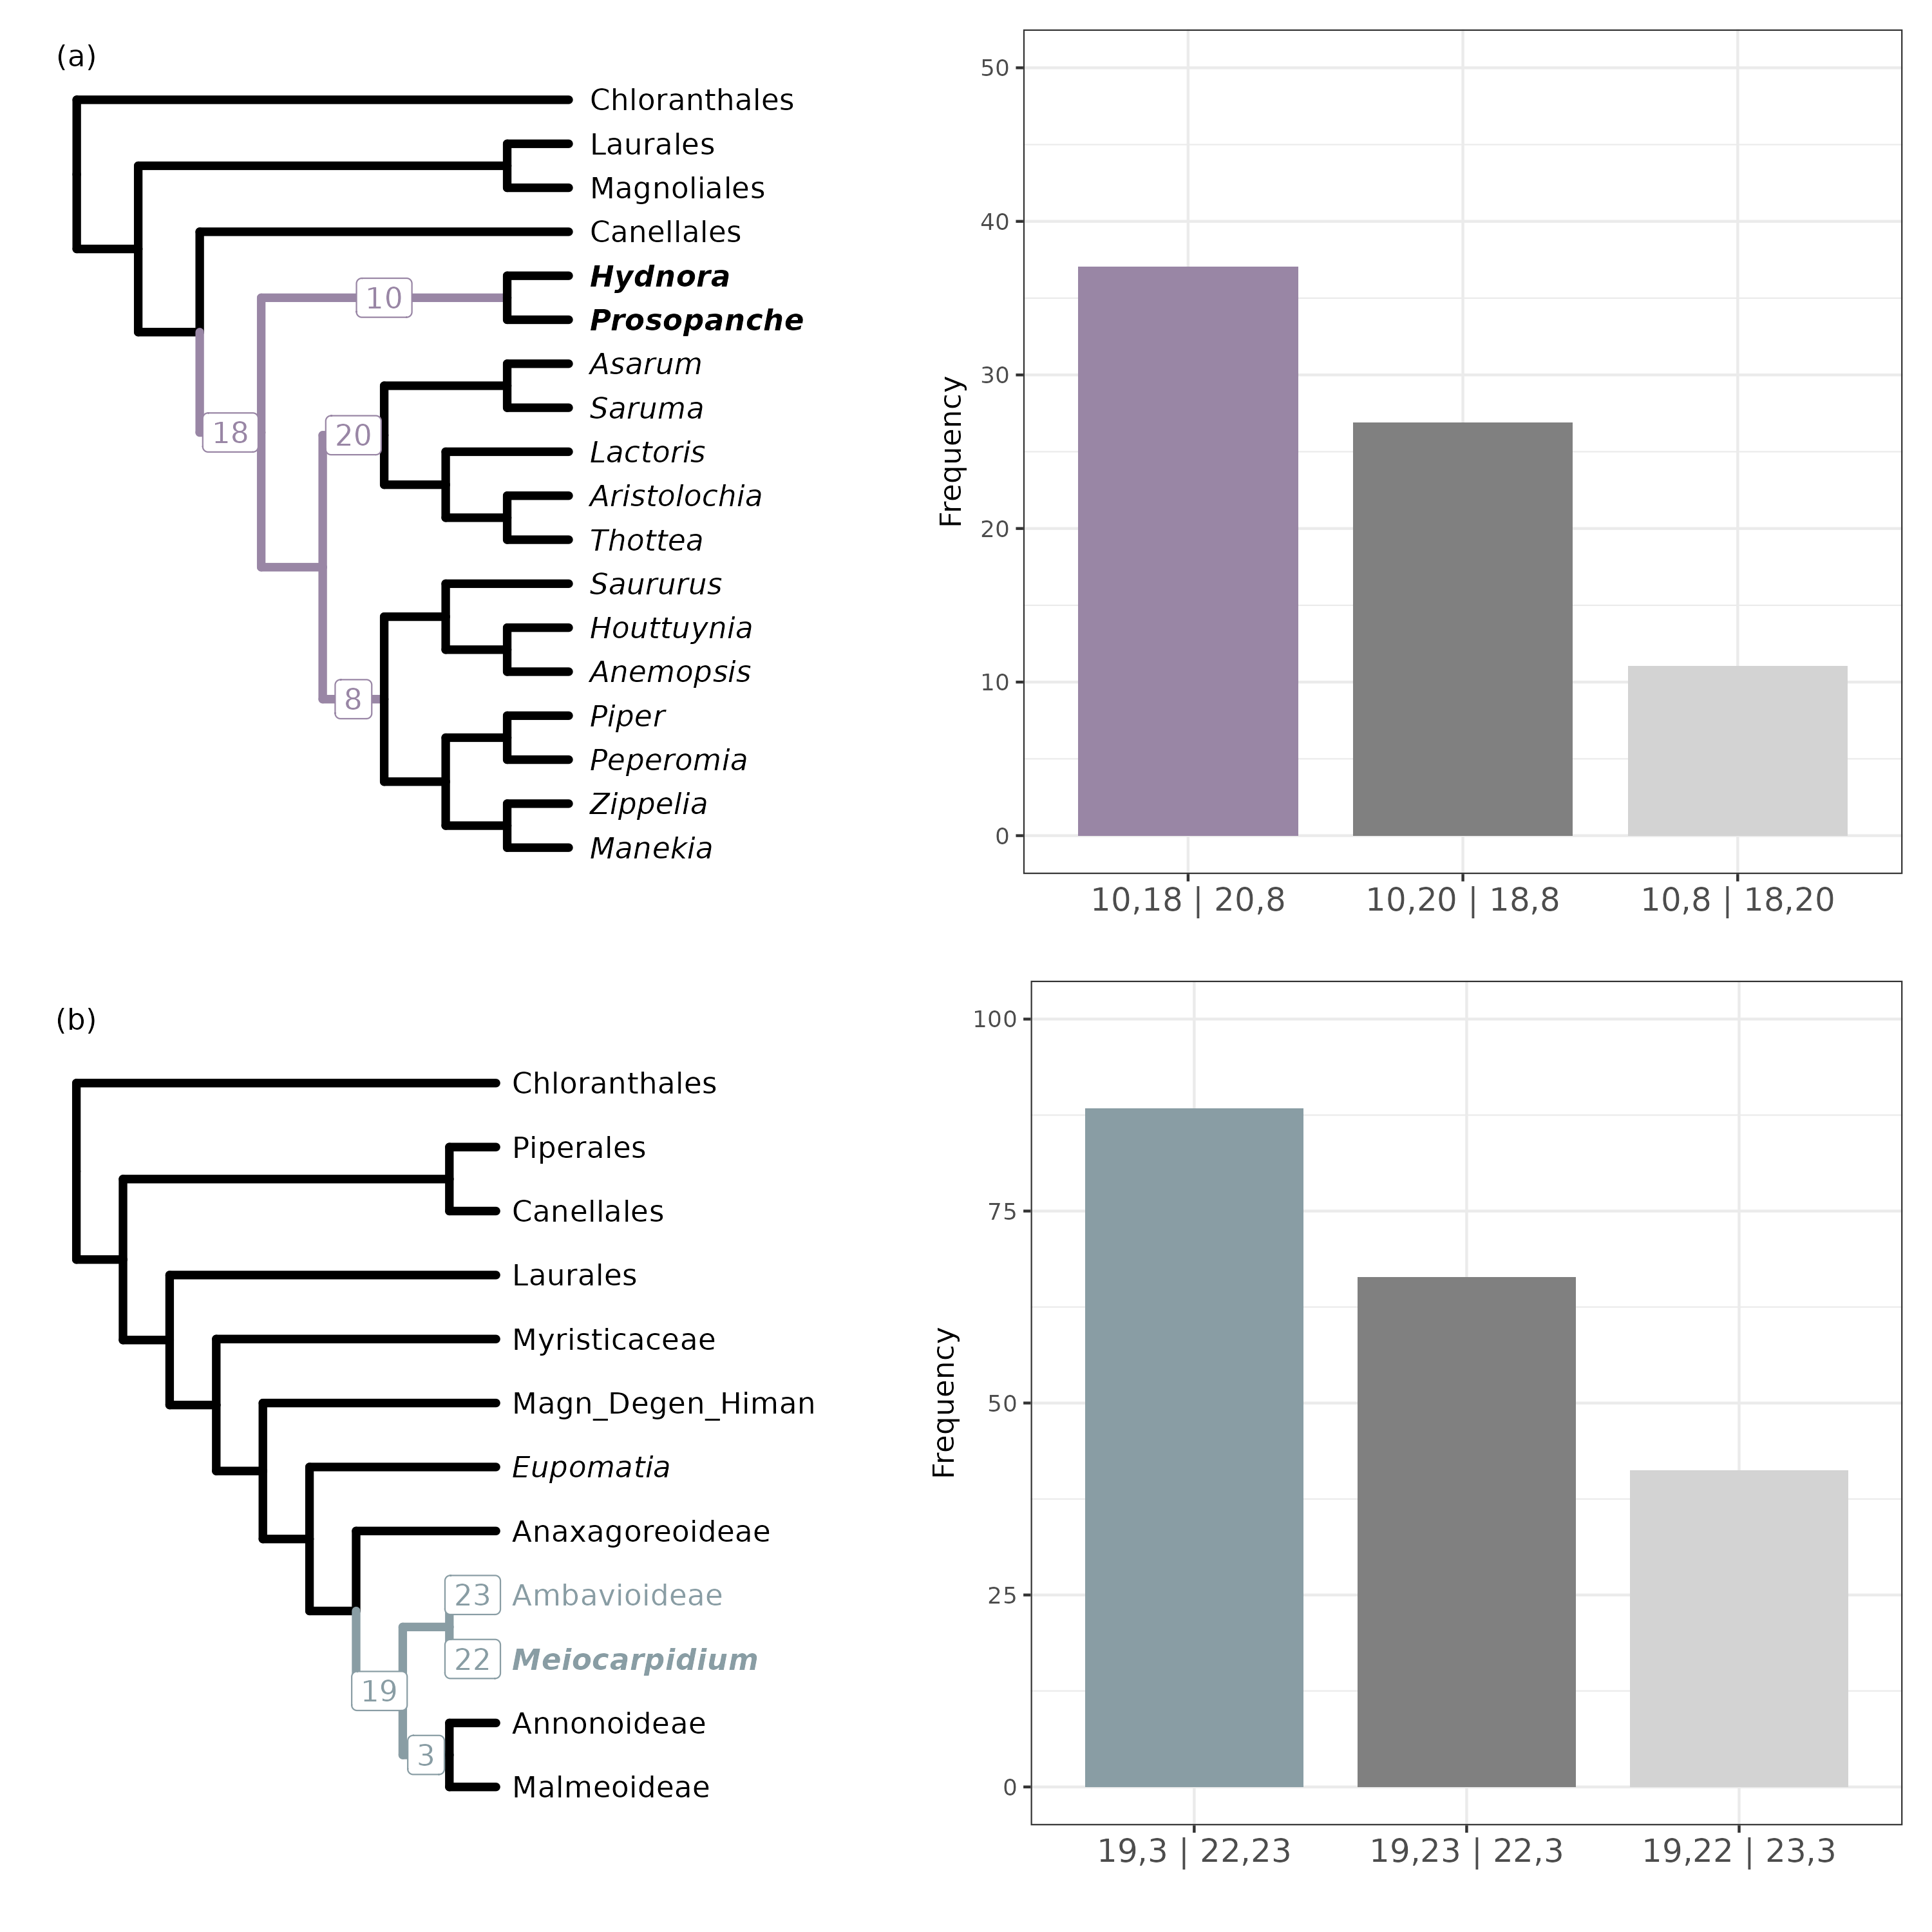 (a)
Chloranthales
Laurales
Magnoliales
Canellales
Hydnora
10
Prosopanche
Asarum
Saruma
18
20
Lactoris
Aristolochia
Thottea
Saururus
Houttuynia
Anemopsis
8
Piper
Peperomia
Zippelia
Manekia
Frequency
50
40
30
20
10
0
10,18 | 20,8
10,20 | 18,8
10,8 | 18,20
(b)
Chloranthales
Piperales
Canellales
Laurales
Myristicaceae
Magn_Degen_Himan
Eupomatia
Anaxagoreoideae
23 Ambavioideae
22 Meiocarpidium
19
Annonoideae
3
Malmeoideae
Frequency
100
75
50
25
0
19,3 | 22,23
19,23 | 22,3
19,22 | 23,3